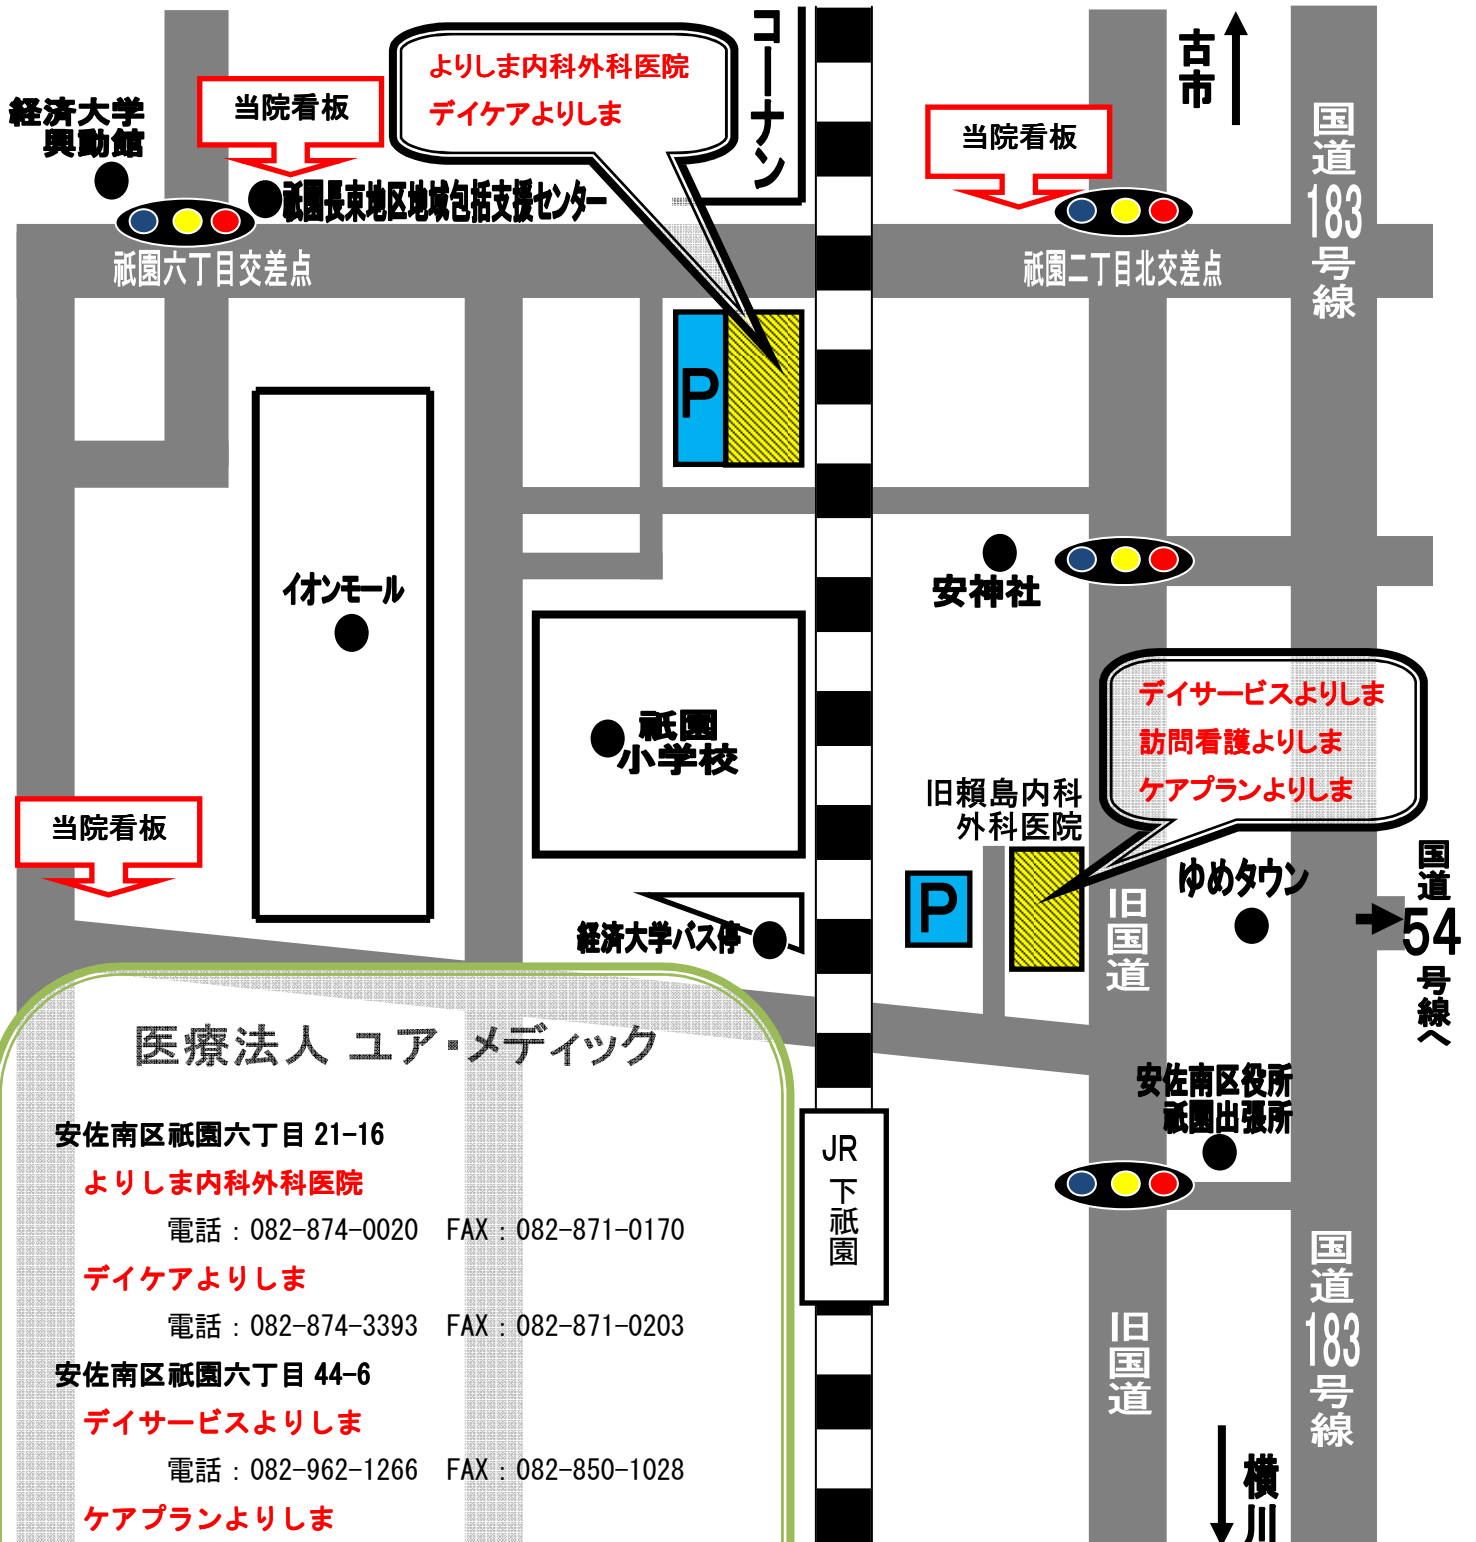 コーナン
古市
よりしま内科外科医院
デイケアよりしま
当院看板
経済大学
興動館
当院看板
国道183号線
祇園長束地区地域包括支援センター
祇園六丁目交差点
祇園二丁目北交差点
P
イオンモール
安神社
デイサービスよりしま
訪問看護よりしま
ケアプランよりしま
祇園
小学校
旧頼島内科
外科医院
当院看板
国道54号線へ
ゆめタウン
P
旧国道
経済大学バス停
医療法人 ユア・メディック
安佐南区役所
祇園出張所
安佐南区祇園六丁目 21-16
よりしま内科外科医院
電話：082-874-0020 FAX：082-871-0170
デイケアよりしま
電話：082-874-3393 FAX：082-871-0203
安佐南区祇園六丁目 44-6
デイサービスよりしま
電話：082-962-1266 FAX：082-850-1028
ケアプランよりしま
JR
下祇園
国道183号線
旧国道
横川